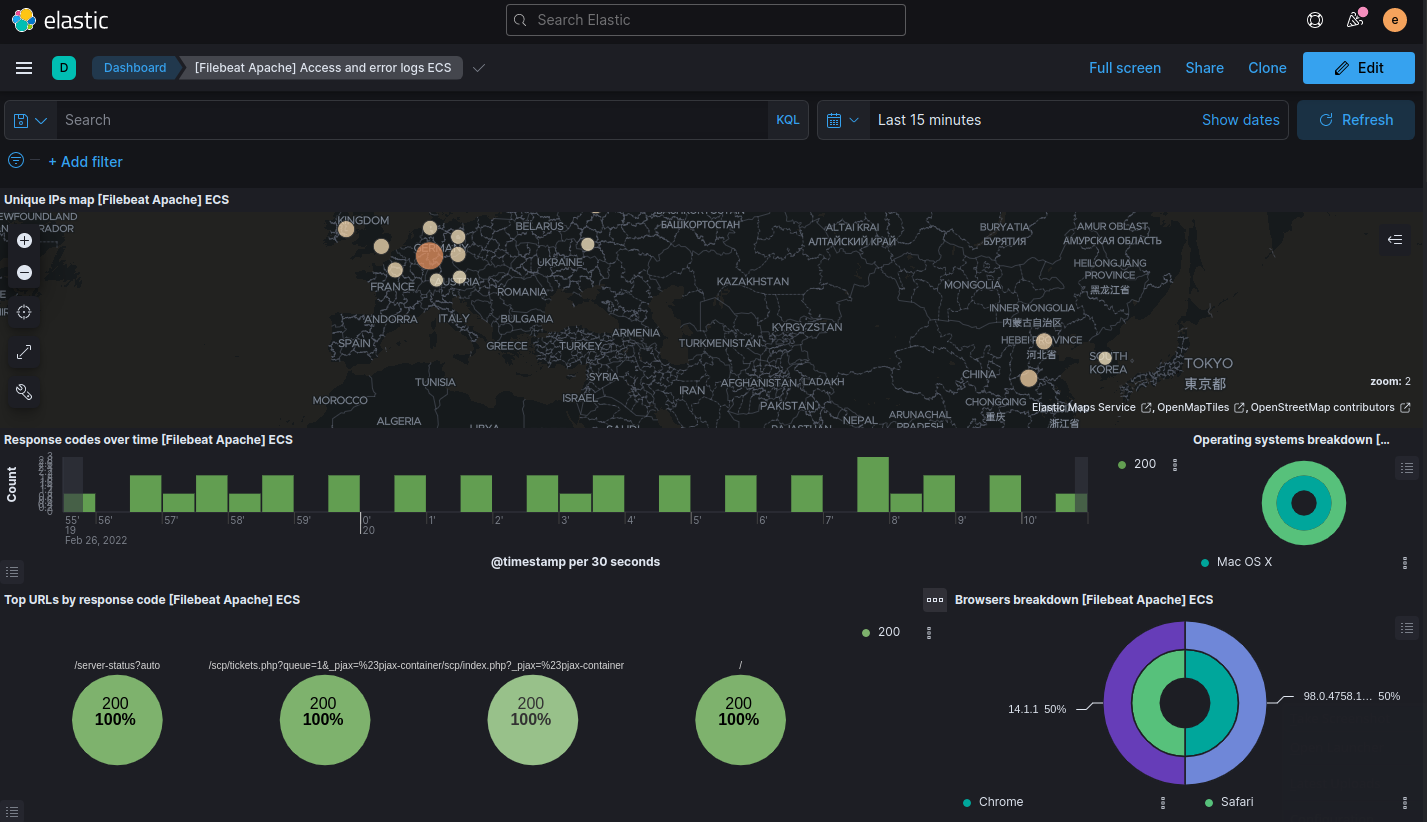 elastic
Search Elastic
e
D
Dashboard
[Filebeat Apache] Access and error logs ECS
Full screen
Share
Clone
Edit
Search
KQL
Last 15 minutes
Show dates
Refresh
+ Add filter
Unique IPs map [Filebeat Apache] ECS
KINGDOM
BELARUS
БАШКОРТОСТАН
ALTAI KRAI
АЛТАЙСКИЙ КРАЙ
BURYATIA
БУРЯТИЯ
AMUR OBLAST
АМУРСКАЯ ОБЛАСТЬ
UKRAINE
HEILONGJIANG
PROVINCE
黑龙江省
FRANCE
ROMANIA
KAZAKHSTAN
MONGOLIA
ANDORRA
ITALY
BULGARIA
INNER MONGOLIA
内蒙古自治区
SPAIN
GREECE
TURKEY
ARMENIA
TURKMENISTAN
KYRGYZSTAN
HEBEI PROVINCE
河北省
SOUTH
KOREA
TOKYO
東京都
TUNISIA
SYRIA
IRAN
AFGHANISTAN
LADAKH
CHINA
MOROCCO
ISRAEL
PAKISTAN
CHONGQING
重庆
ALGERIA
NEPAL
ARUNACHAL
PRADESH
浙江省
zoom: 2
Elastic Maps Service , OpenMapTiles , OpenStreetMap contributors
Response codes over time [Filebeat Apache] ECS
Count
200
55' 56' 57' 58' 59' 0' 1' 2' 3' 4' 5' 6' 7' 8' 9' 10'
19 20
Feb 26, 2022
@timestamp per 30 seconds
Operating systems breakdown [...
Mac OS X
Top URLs by response code [Filebeat Apache] ECS
200
/server-status?auto
/scp/tickets.php?queue=1&_pjax=%23pjax-container/scp/index.php?_pjax=%23pjax-container
/
200
100%
200
100%
200
100%
200
100%
Browsers breakdown [Filebeat Apache] ECS
14.1.1 50%
98.0.4758.1... 50%
Chrome
Safari